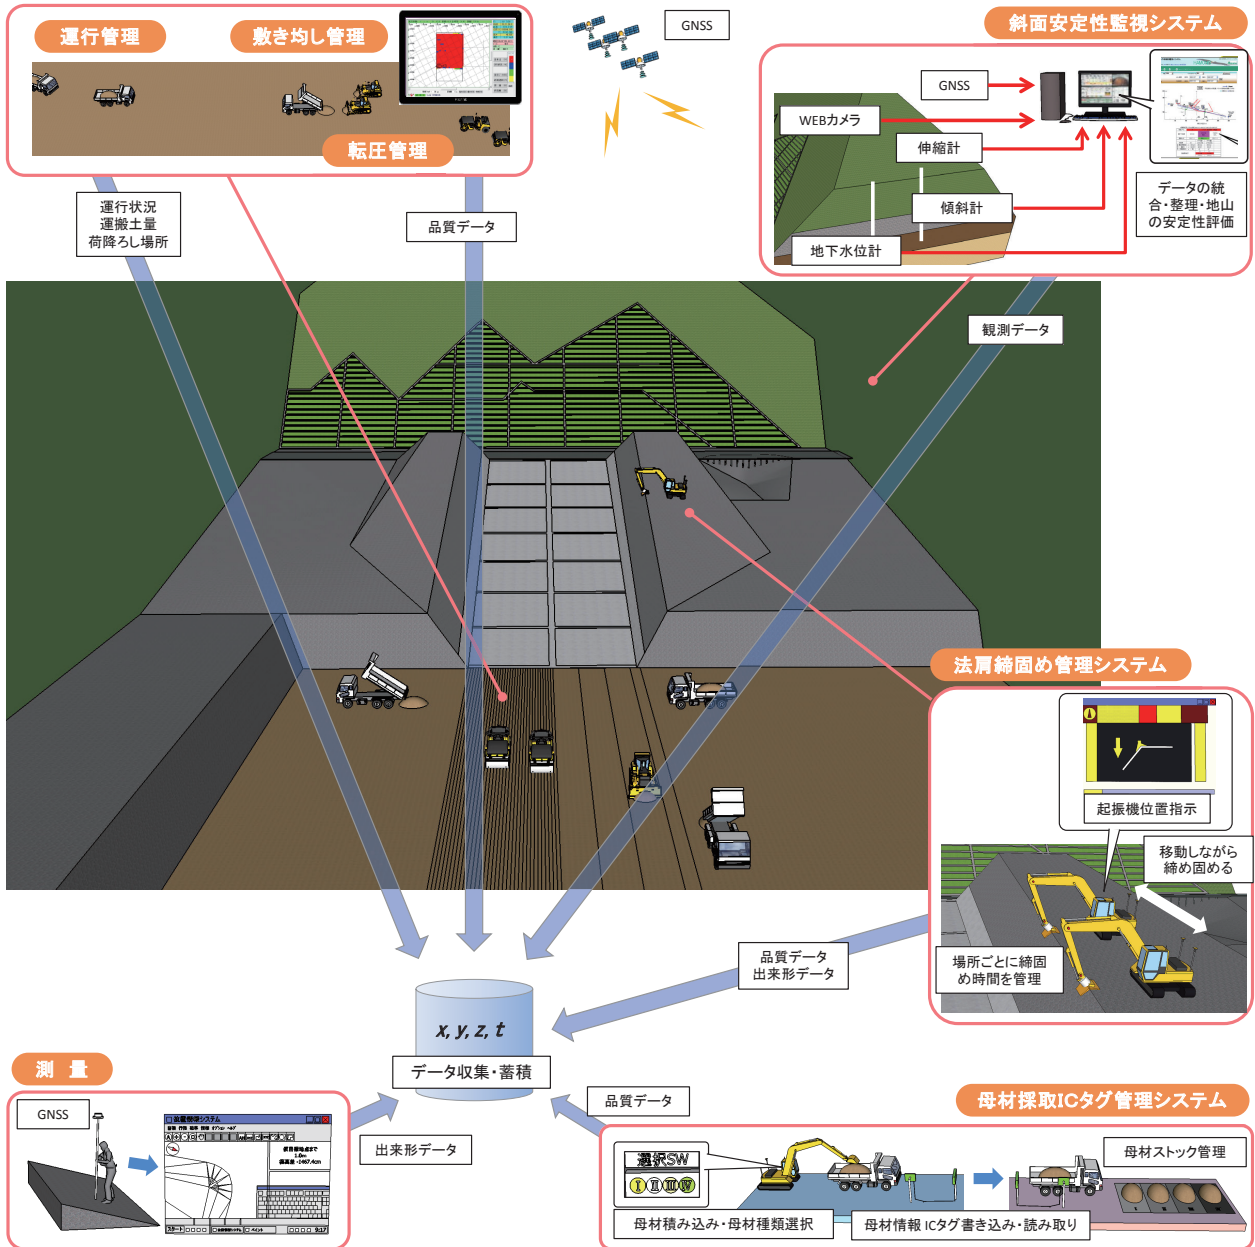 運行管理
敷き均し管理
転圧管理
GNSS
斜面安定性監視システム
GNSS
WEBカメラ
伸縮計
傾斜計
地下水位計
データの統
合・整理・地山
の安定性評価
運行状況
運搬土量
荷降ろし場所
品質データ
観測データ
法肩締固め管理システム
起振機位置指示
移動しながら
締め固める
場所ごとに締固
め時間を管理
品質データ
出来形データ
x, y, z, t
データ収集・蓄積
測 量
GNSS
出来形データ
品質データ
母材採取ICタグ管理システム
選択SW
I II III IV
母材ストック管理
母材積み込み・母材種類選択
母材情報 ICタグ書き込み・読み取り
スタート
9:17